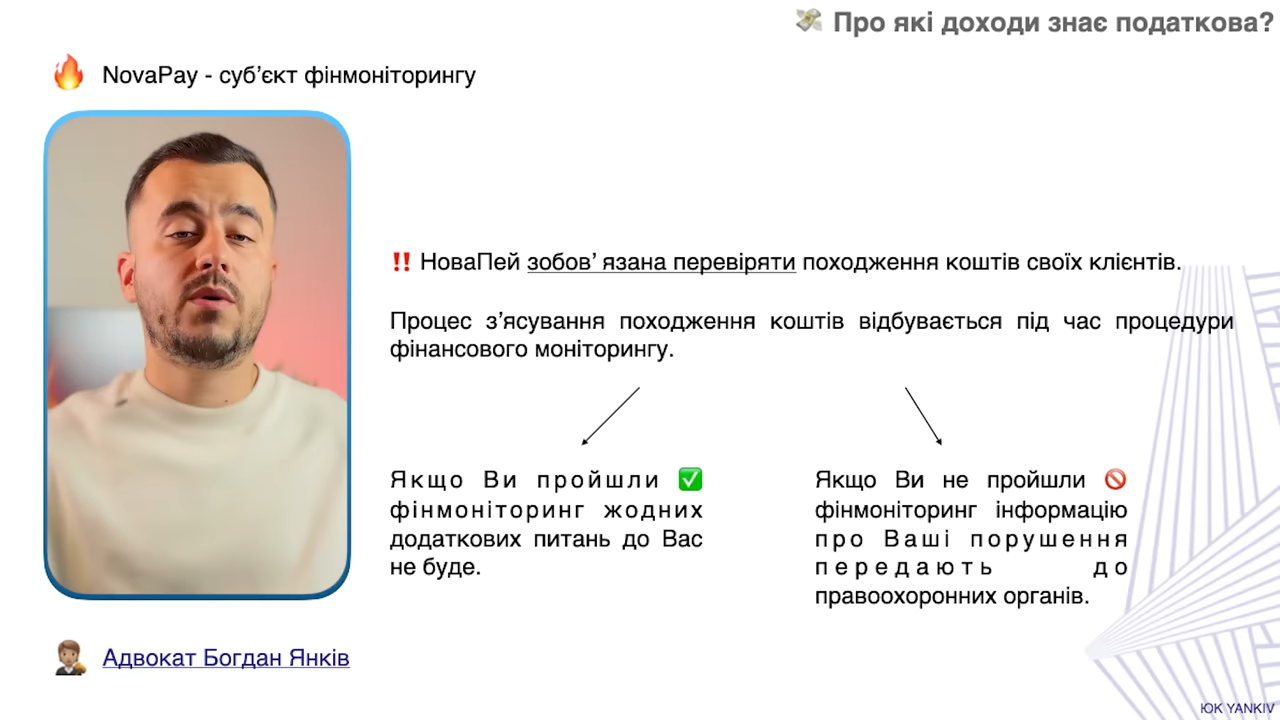 Про які доходи знає податкова?
NovaPay - суб’єкт фінмоніторингу
НоваПей зобов’ язана перевіряти походження коштів своїх клієнтів.
Процес з’ясування походження коштів відбувається під час процедури
фінансового моніторингу.
Якщо Ви пройшли
фінмоніторинг жодних
додаткових питань до Вас
не буде.
Якщо Ви не пройшли
фінмоніторинг інформацію
про Ваші порушення
передають до
правоохоронних органів.
Адвокат Богдан Янків
ЮК YANKIV